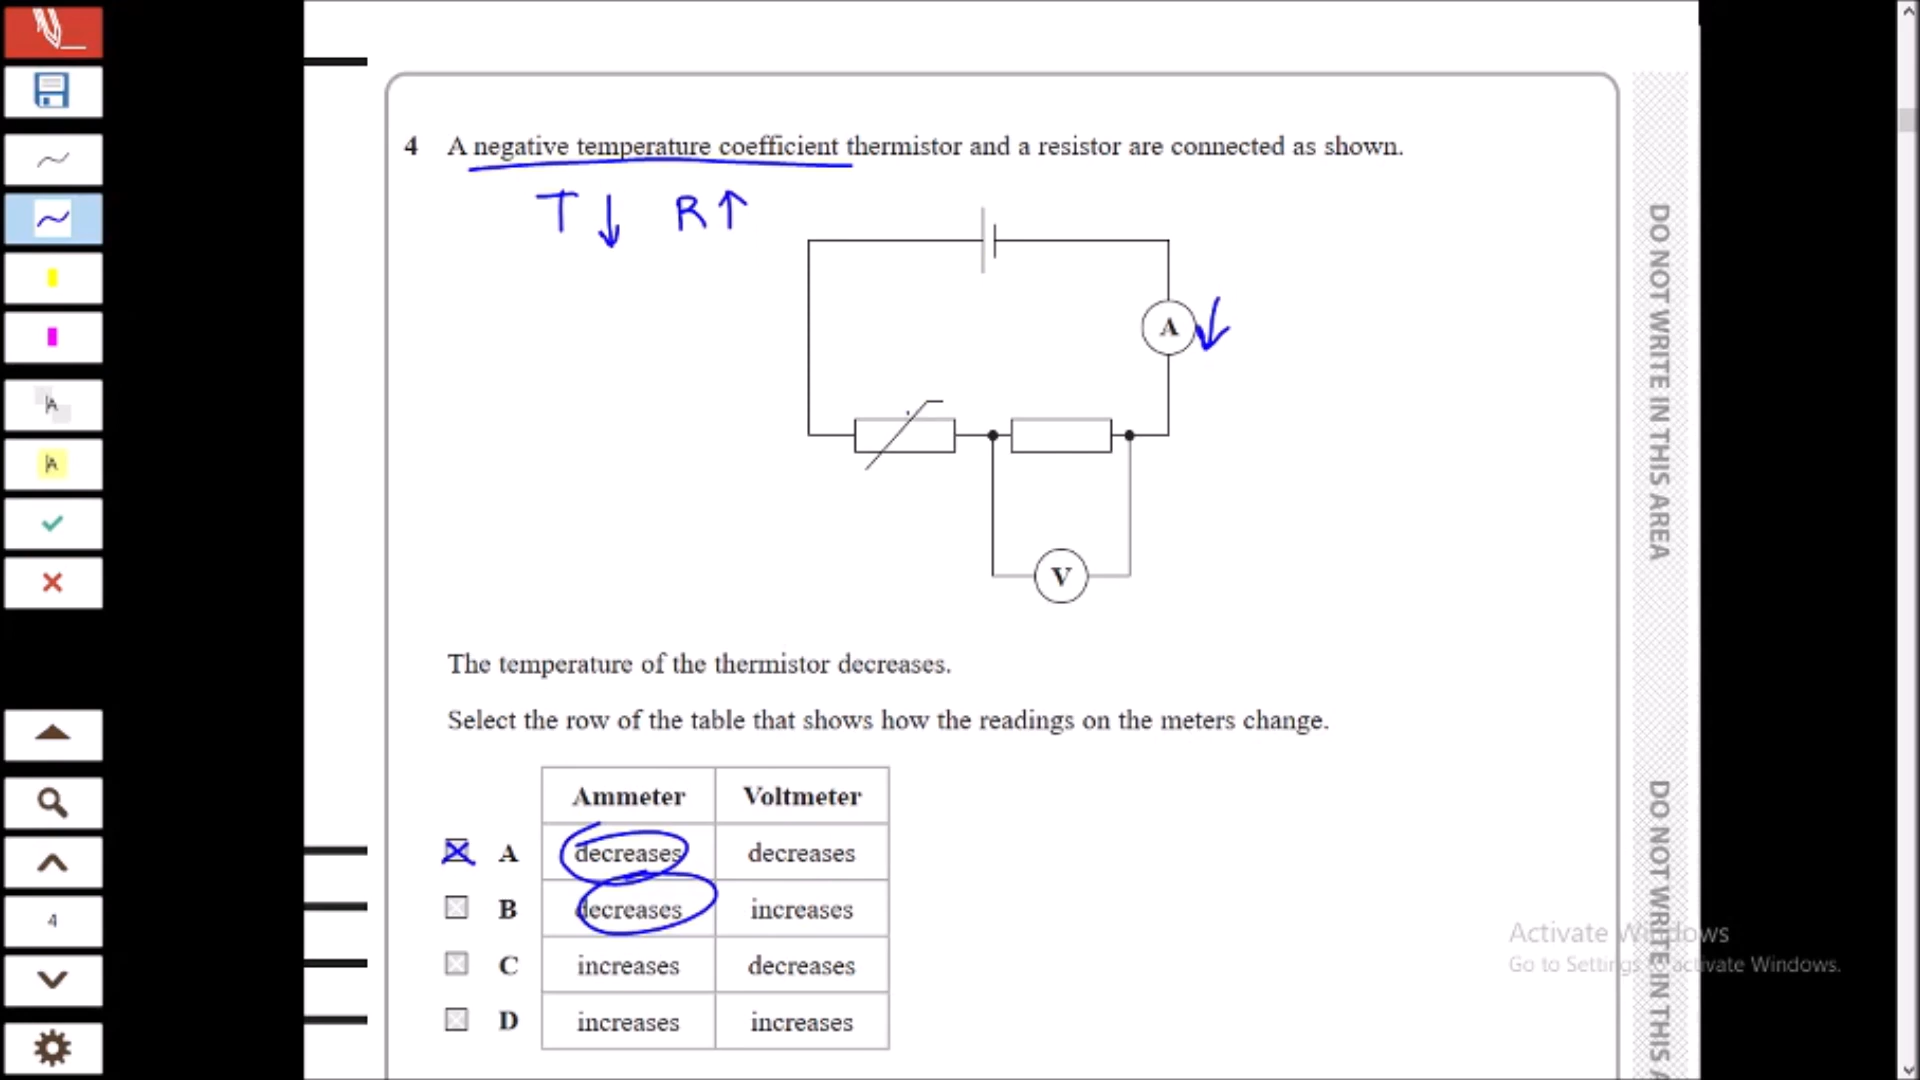 4 A negative temperature coefficient thermistor and a resistor are connected as shown.
T ↓ R ↑
A ↓
V
The temperature of the thermistor decreases.
Select the row of the table that shows how the readings on the meters change.
Ammeter Voltmeter
A decreases decreases
B decreases increases
C increases decreases
D increases increases
DO NOT WRITE IN THIS AREA
DO NOT WRITE IN THIS A
Activate Windows
Go to Settings to activate Windows.
A
A
4